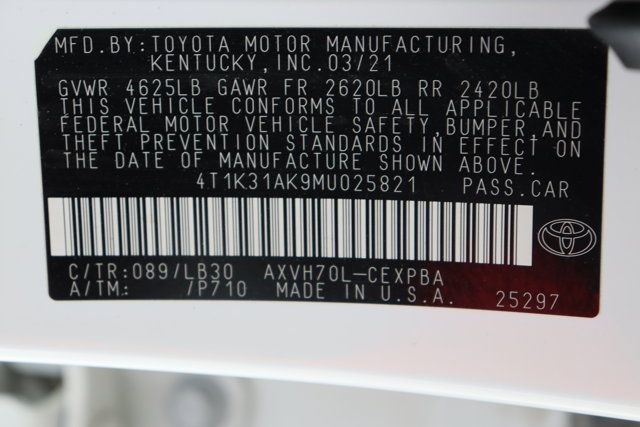 MFD.BY:TOYOTA MOTOR MANUFACTURING,
KENTUCKY,INC.03/21
GVWR 4625LB GAWR FR 2620LB RR 2420LB
THIS VEHICLE CONFORMS TO ALL APPLICABLE
FEDERAL MOTOR VEHICLE SAFETY,BUMPER,AND
THEFT PREVENTION STANDARDS IN EFFECT ON
THE DATE OF MANUFACTURE SHOWN ABOVE.
4T1K31AK9MU025821 PASS.CAR
C/TR:089/LB30 AXVH70L-CEXPBA
A/TM: /P710 MADE IN U.S.A. 25297